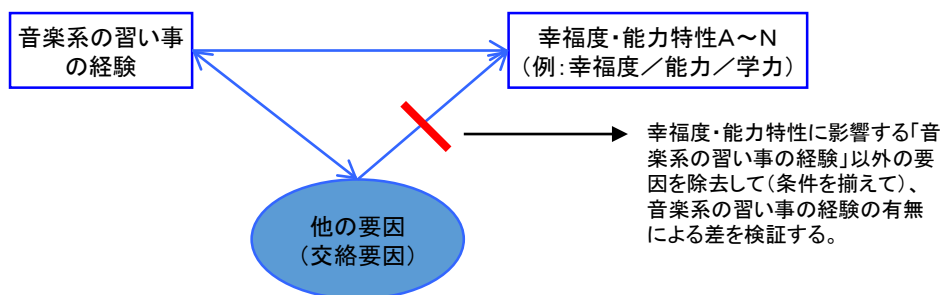 音楽系の習い事
の経験
幸福度・能力特性A～N
（例：幸福度／能力／学力）
幸福度・能力特性に影響する「音
楽系の習い事の経験」以外の要
因を除去して（条件を揃えて）、
音楽系の習い事の経験の有無
による差を検証する。
他の要因
（交絡要因）